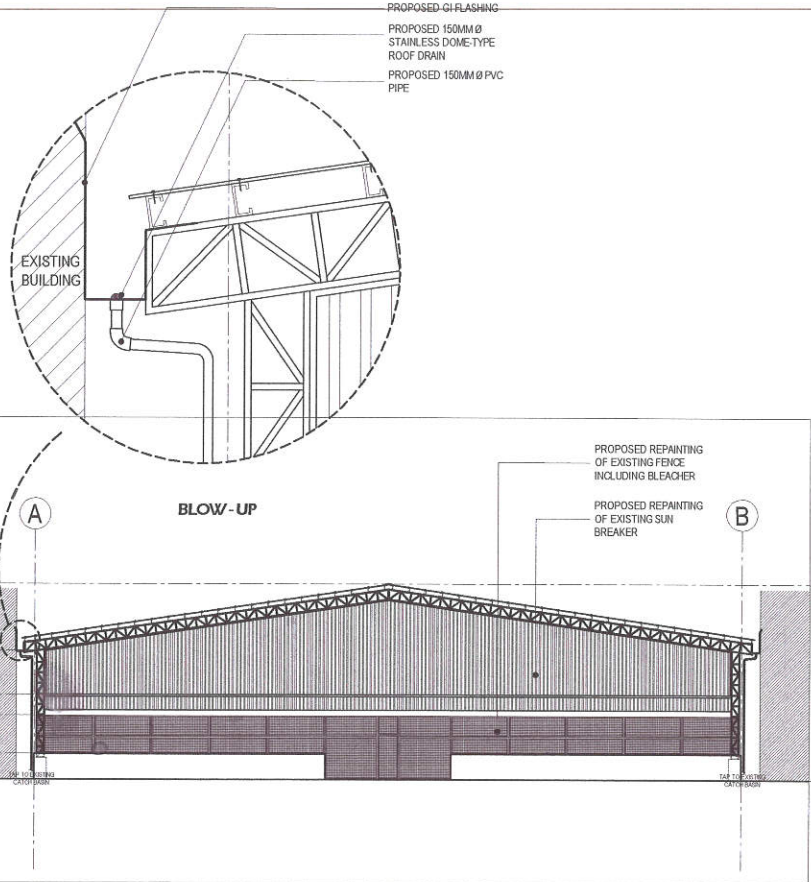 PROPOSED GI FLASHING
PROPOSED 150MM Ø
STAINLESS DOME-TYPE
ROOF DRAIN
PROPOSED 150MM Ø PVC
PIPE
EXISTING
BUILDING
BLOW-UP
PROPOSED REPAINTING
OF EXISTING FENCE
INCLUDING BLEACHER
PROPOSED REPAINTING
OF EXISTING SUN
BREAKER
A
B
TAP TO EXISTING
CATCH BASIN
TAP TO EXISTING
CATCH BASIN